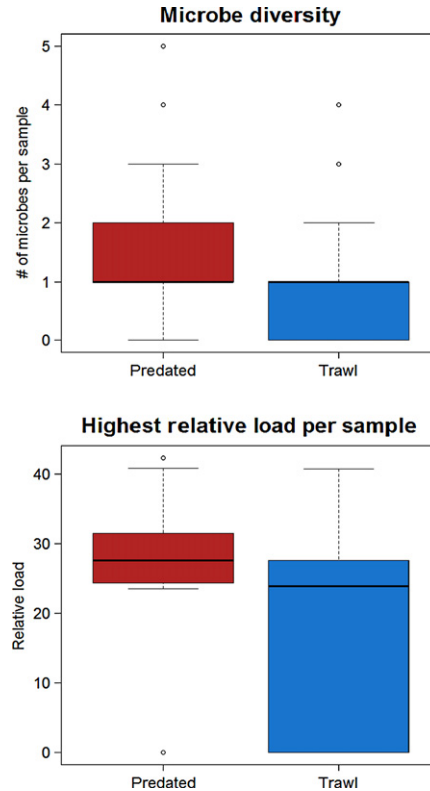 Microbe diversity
# of microbes per sample
5
4
3
2
1
0
Predated
Trawl
Highest relative load per sample
Relative load
40
30
20
10
0
Predated
Trawl